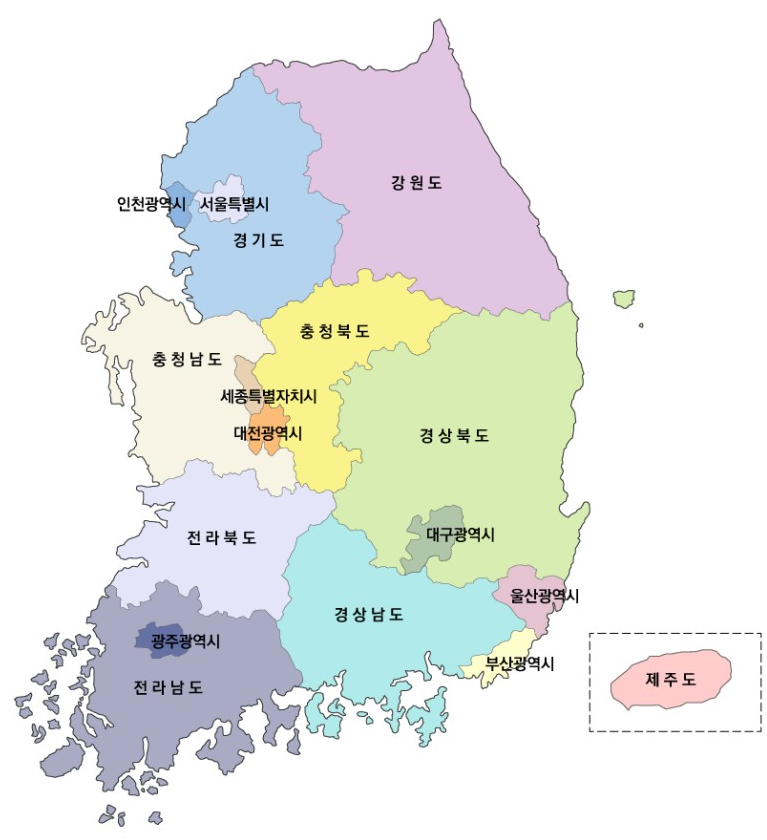 강원도
인천광역시
서울특별시
경기도
충청북도
충청남도
세종특별자치시
대전광역시
경상북도
대구광역시
전라북도
울산광역시
경상남도
광주광역시
부산광역시
전라남도
제주도